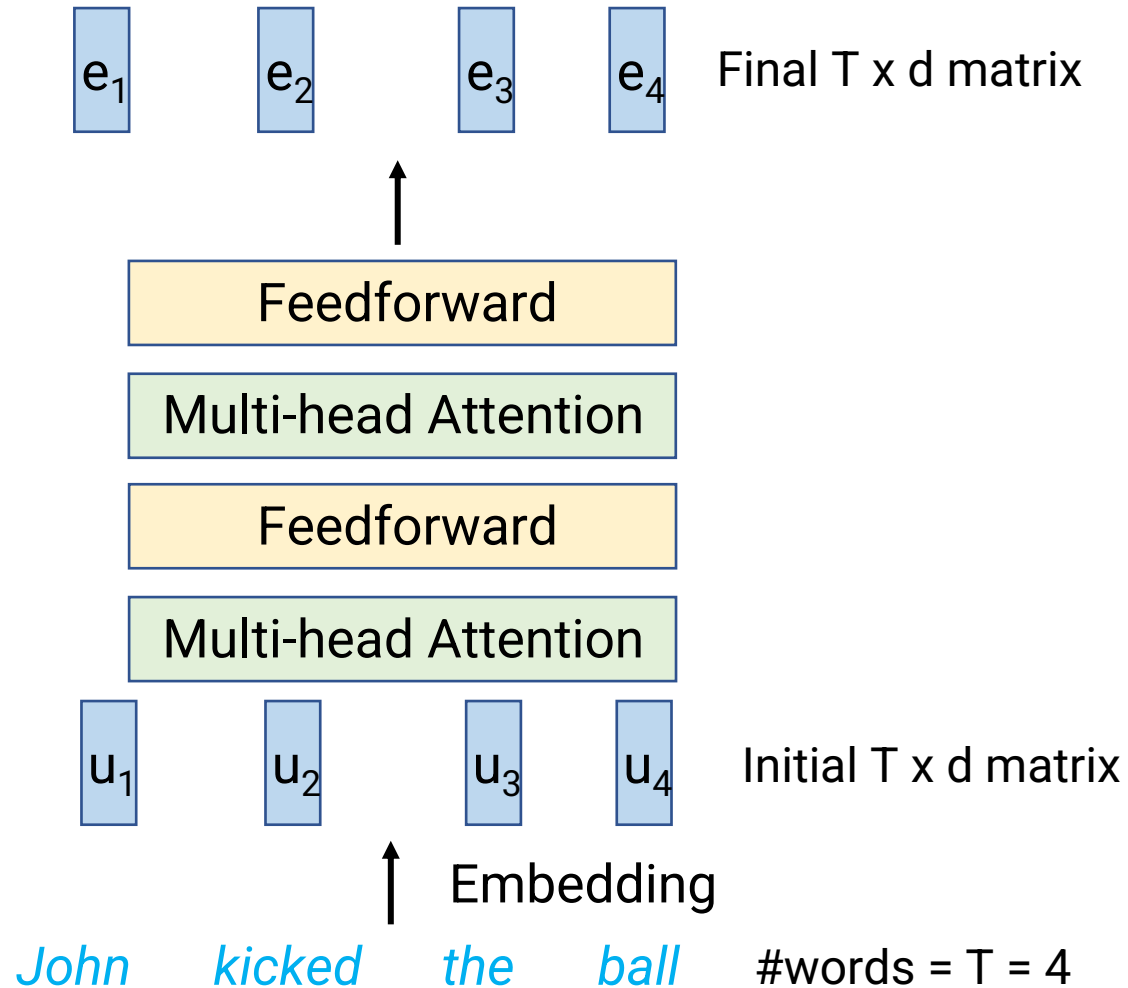 e₁ e₂ e₃ e₄ Final T x d matrix
Feedforward
Multi-head Attention
Feedforward
Multi-head Attention
u₁ u₂ u₃ u₄ Initial T x d matrix
Embedding
John kicked the ball #words = T = 4